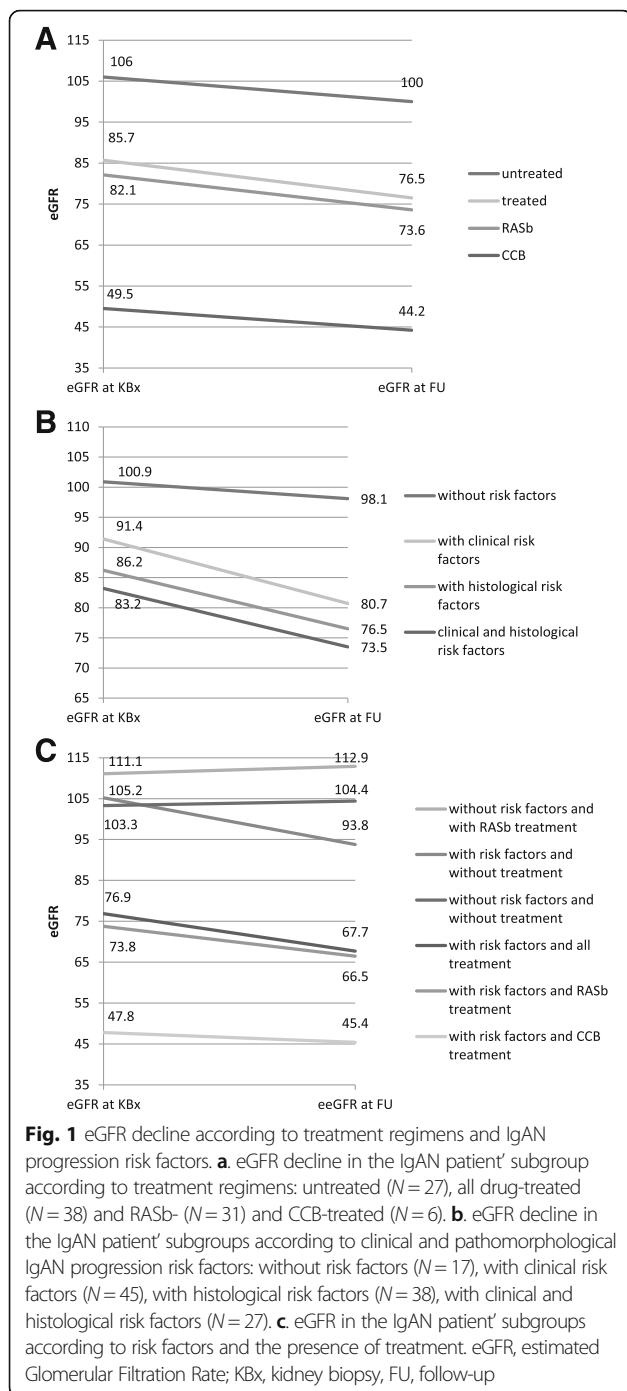 A
115
105
95
85
75
65
55
45
35
eGFR
106
100
85.7
76.5
82.1
73.6
49.5
44.2
eGFR at KBx
eGFR at FU
untreated
treated
RASb
CCB
B
110
105
100
95
90
85
80
75
70
65
100.9
98.1
91.4
80.7
86.2
76.5
83.2
73.5
eGFR at KBx
eGFR at FU
without risk factors
with clinical risk
factors
with histological risk
factors
clinical and histological
risk factors
C
115
105
95
85
75
65
55
45
35
eGFR
111.1
112.9
105.2
104.4
103.3
93.8
76.9
67.7
73.8
66.5
47.8
45.4
eGFR at KBx
eeGFR at FU
without risk factors and
with RASb treatment
with risk factors and
without treatment
without risk factors and
without treatment
with risk factors and all
treatment
with risk factors and RASb
treatment
with risk factors and CCB
treatment
Fig. 1 eGFR decline according to treatment regimens and IgAN
progression risk factors. a. eGFR decline in the IgAN patient' subgroup
according to treatment regimens: untreated (N = 27), all drug-treated
(N = 38) and RASb- (N = 31) and CCB-treated (N = 6). b. eGFR decline in
the IgAN patient' subgroups according to clinical and pathomorphological
IgAN progression risk factors: without risk factors (N = 17), with clinical risk
factors (N = 45), with histological risk factors (N = 38), with clinical and
histological risk factors (N = 27). c. eGFR in the IgAN patient' subgroups
according to risk factors and the presence of treatment. eGFR, estimated
Glomerular Filtration Rate; KBx, kidney biopsy, FU, follow-up